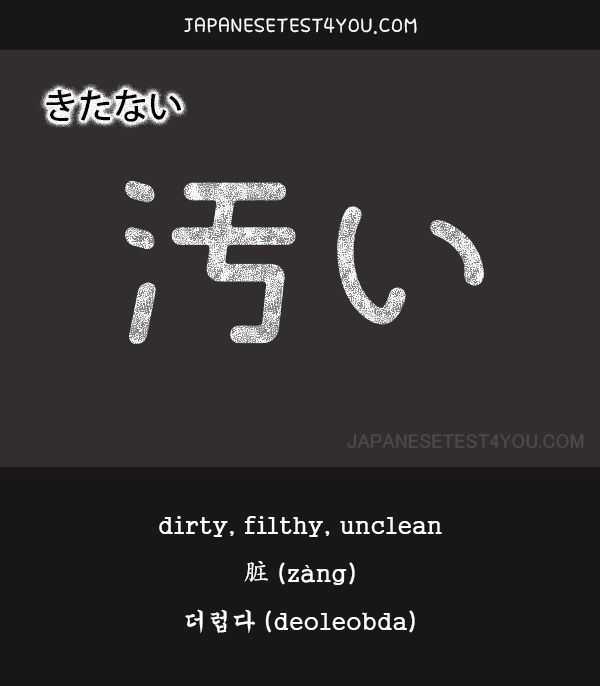 JAPANESETEST4YOU.COM
きたない
汚い
JAPANESETEST4YOU.COM
dirty, filthy, unclean
脏 (zàng)
더럽다 (deoleobda)